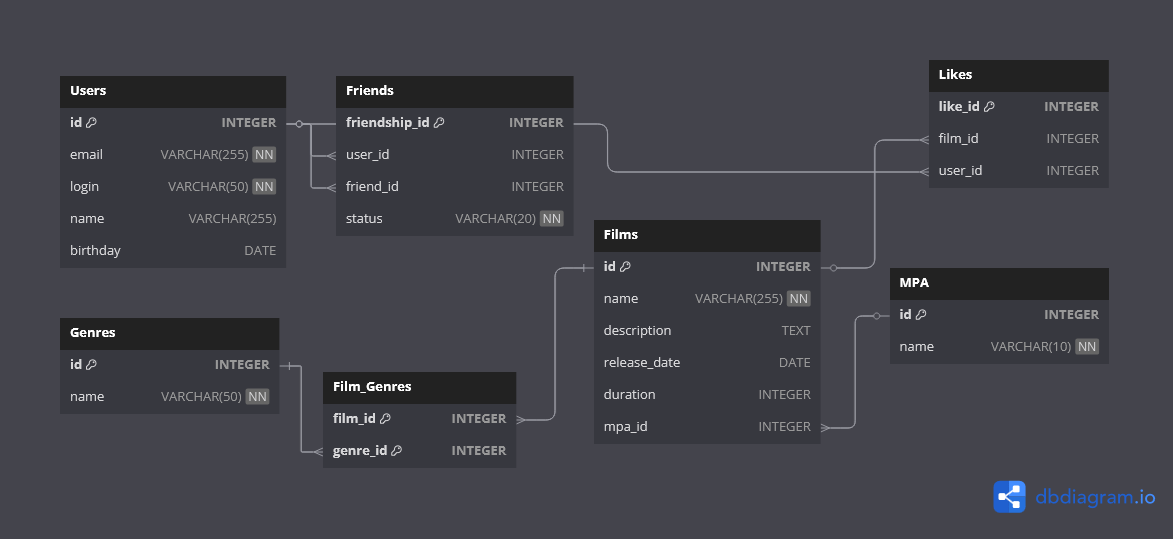 Users
id INTEGER
email VARCHAR(255) NN
login VARCHAR(50) NN
name VARCHAR(255)
birthday DATE
Friends
friendship_id INTEGER
user_id INTEGER
friend_id INTEGER
status VARCHAR(20) NN
Likes
like_id INTEGER
film_id INTEGER
user_id INTEGER
Films
id INTEGER
name VARCHAR(255) NN
description TEXT
release_date DATE
duration INTEGER
mpa_id INTEGER
MPA
id INTEGER
name VARCHAR(10) NN
Genres
id INTEGER
name VARCHAR(50) NN
Film_Genres
film_id INTEGER
genre_id INTEGER
dbdiagram.io